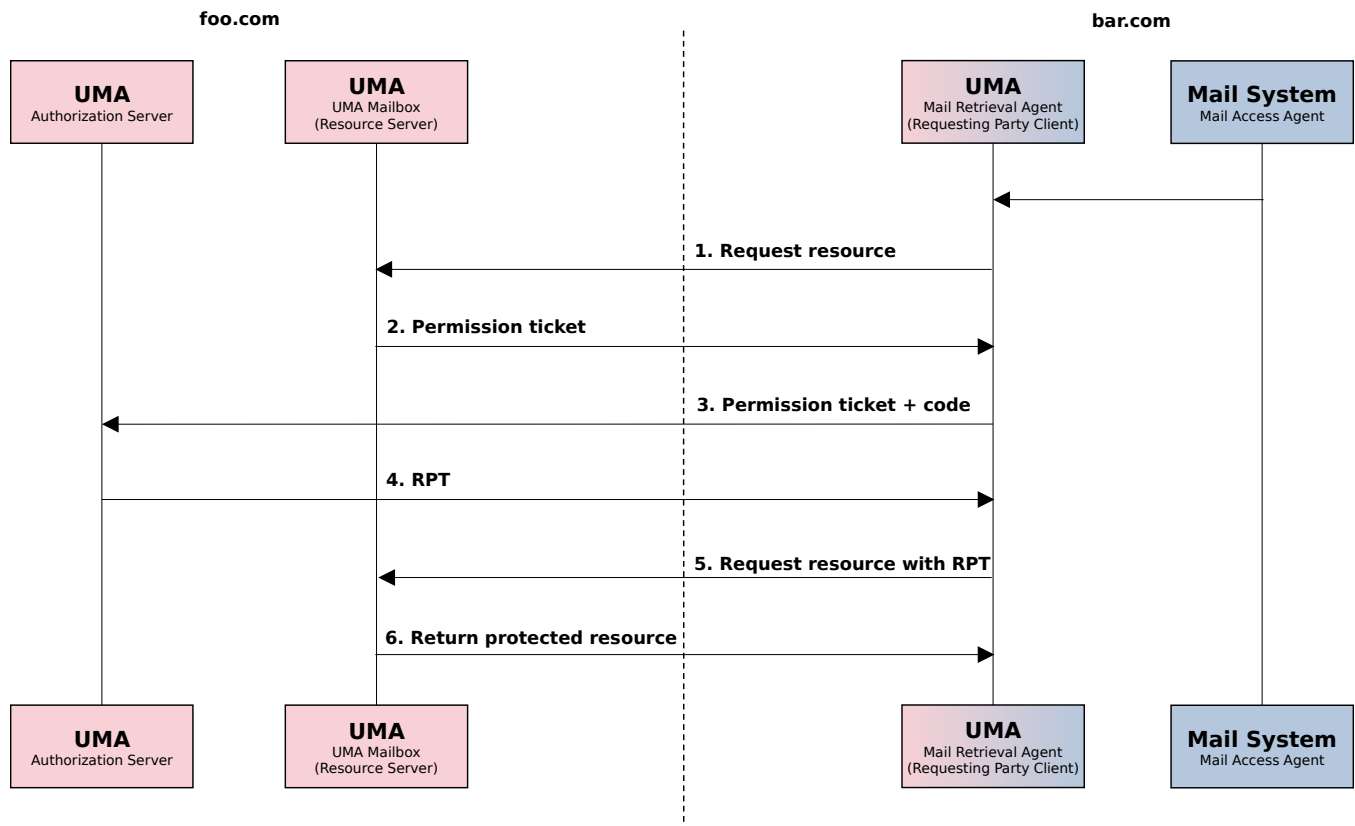 foo.com
bar.com
UMA
Authorization Server
UMA
UMA Mailbox
(Resource Server)
UMA
Mail Retrieval Agent
(Requesting Party Client)
Mail System
Mail Access Agent
1. Request resource
2. Permission ticket
3. Permission ticket + code
4. RPT
5. Request resource with RPT
6. Return protected resource
UMA
Authorization Server
UMA
UMA Mailbox
(Resource Server)
UMA
Mail Retrieval Agent
(Requesting Party Client)
Mail System
Mail Access Agent